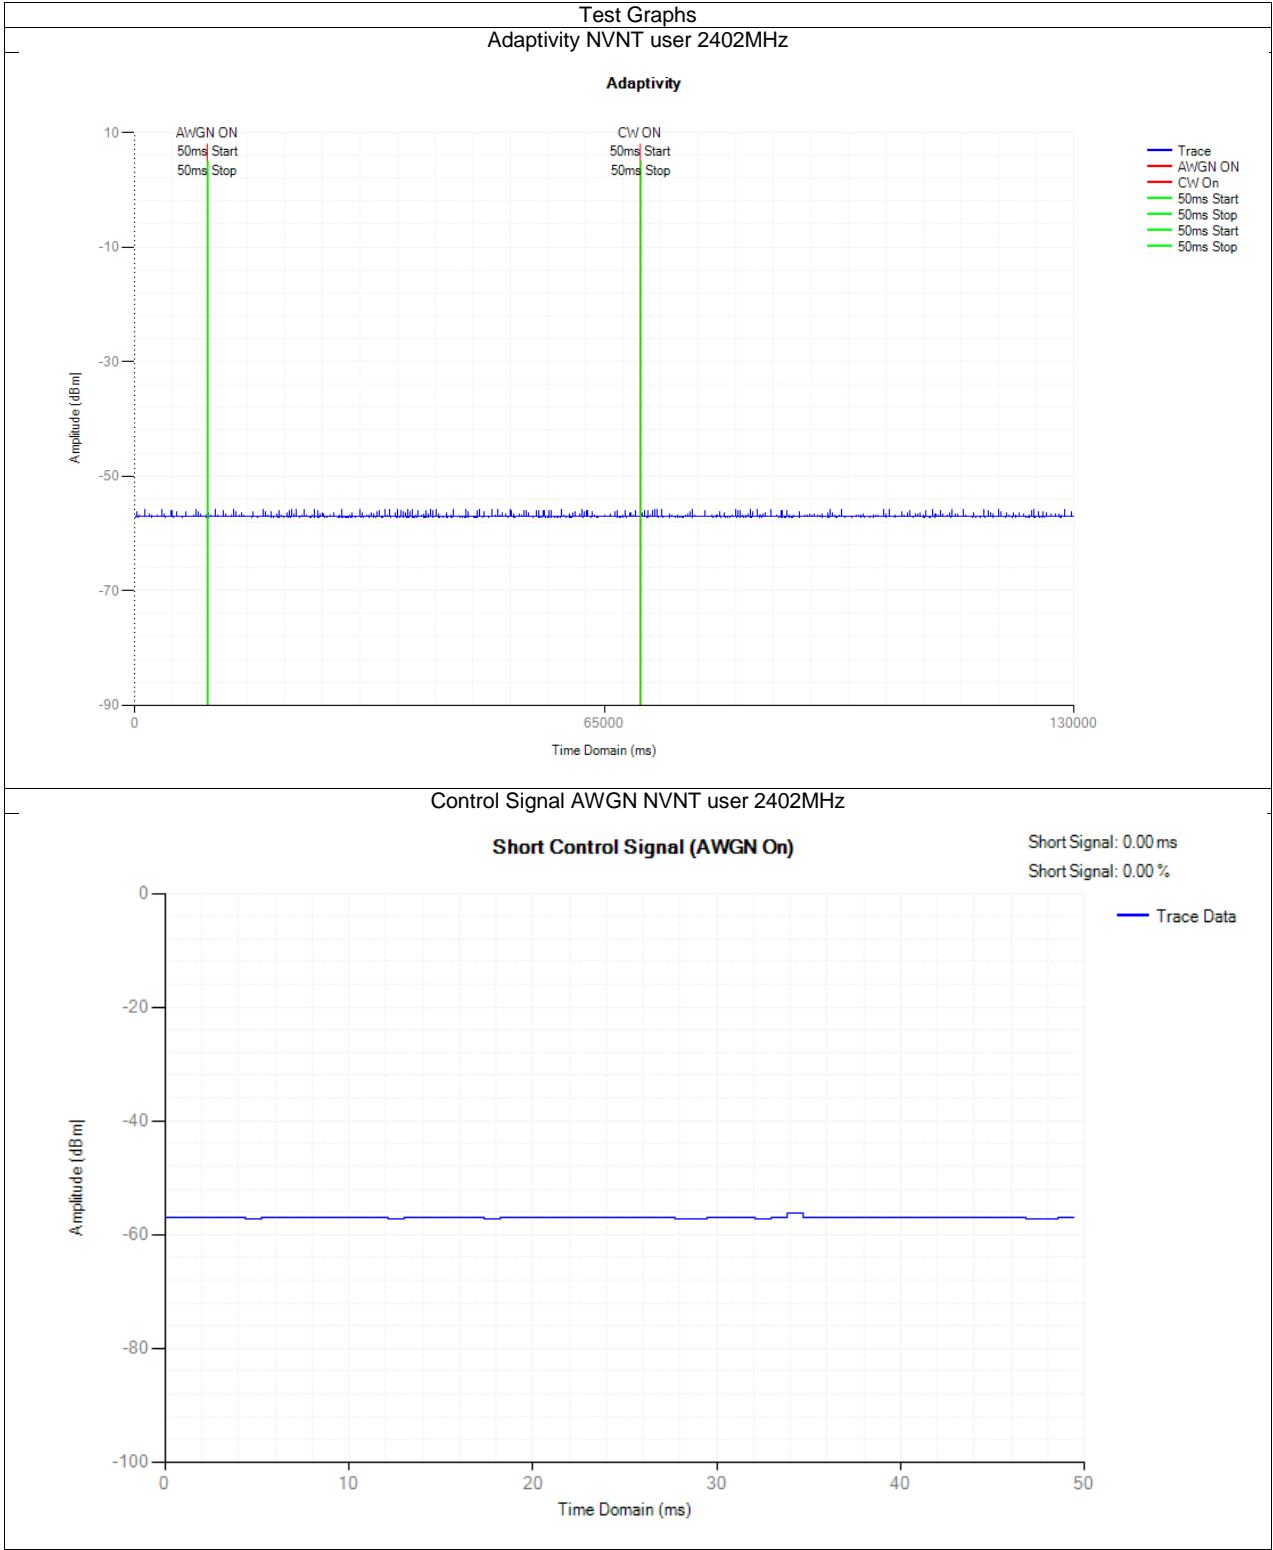 Test Graphs
Adaptivity NVNT user 2402MHz
Adaptivity
AWGN ON
50ms Start
50ms Stop
CW ON
50ms Start
50ms Stop
Trace
AWGN ON
CW On
50ms Start
50ms Stop
50ms Start
50ms Stop
10
-10
-30
-50
-70
-90
Amplitude [dBm]
0
65000
130000
Time Domain (ms)
Control Signal AWGN NVNT user 2402MHz
Short Control Signal (AWGN On)
Short Signal: 0.00 ms
Short Signal: 0.00 %
Trace Data
0
-20
-40
-60
-80
-100
Amplitude [dBm]
0
10
20
30
40
50
Time Domain (ms)